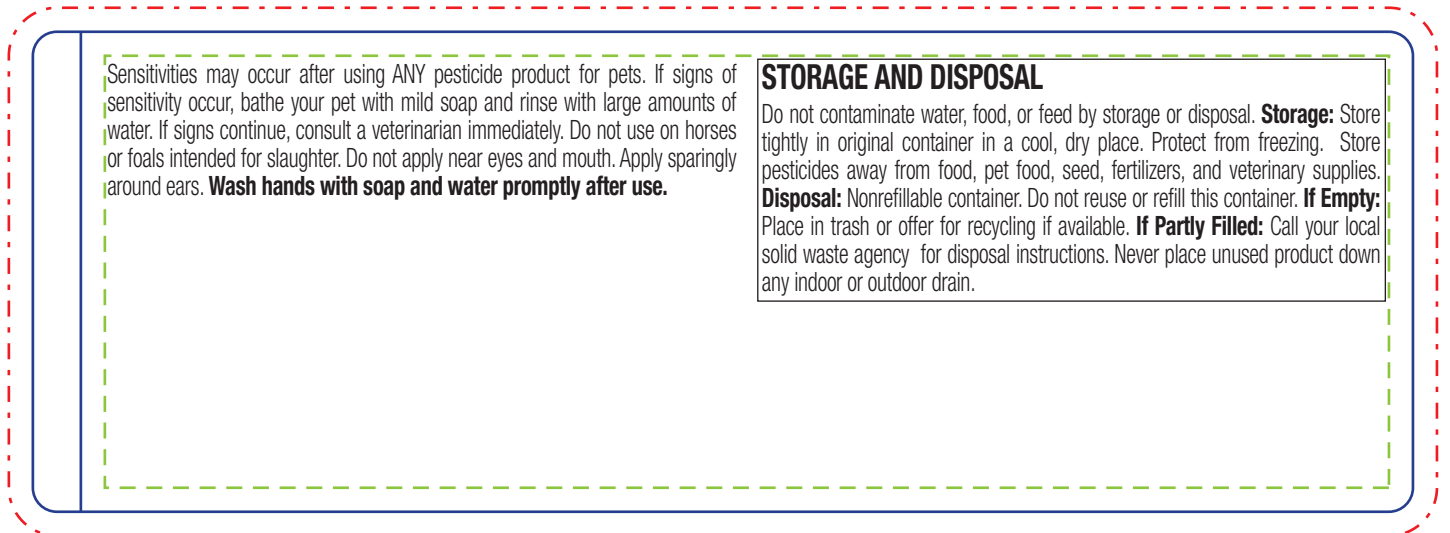 Sensitivities may occur after using ANY pesticide product for pets. If signs of
sensitivity occur, bathe your pet with mild soap and rinse with large amounts of
water. If signs continue, consult a veterinarian immediately. Do not use on horses
or foals intended for slaughter. Do not apply near eyes and mouth. Apply sparingly
around ears. Wash hands with soap and water promptly after use.
STORAGE AND DISPOSAL
Do not contaminate water, food, or feed by storage or disposal. Storage: Store
tightly in original container in a cool, dry place. Protect from freezing. Store
pesticides away from food, pet food, seed, fertilizers, and veterinary supplies.
Disposal: Nonrefillable container. Do not reuse or refill this container. If Empty:
Place in trash or offer for recycling if available. If Partly Filled: Call your local
solid waste agency for disposal instructions. Never place unused product down
any indoor or outdoor drain.